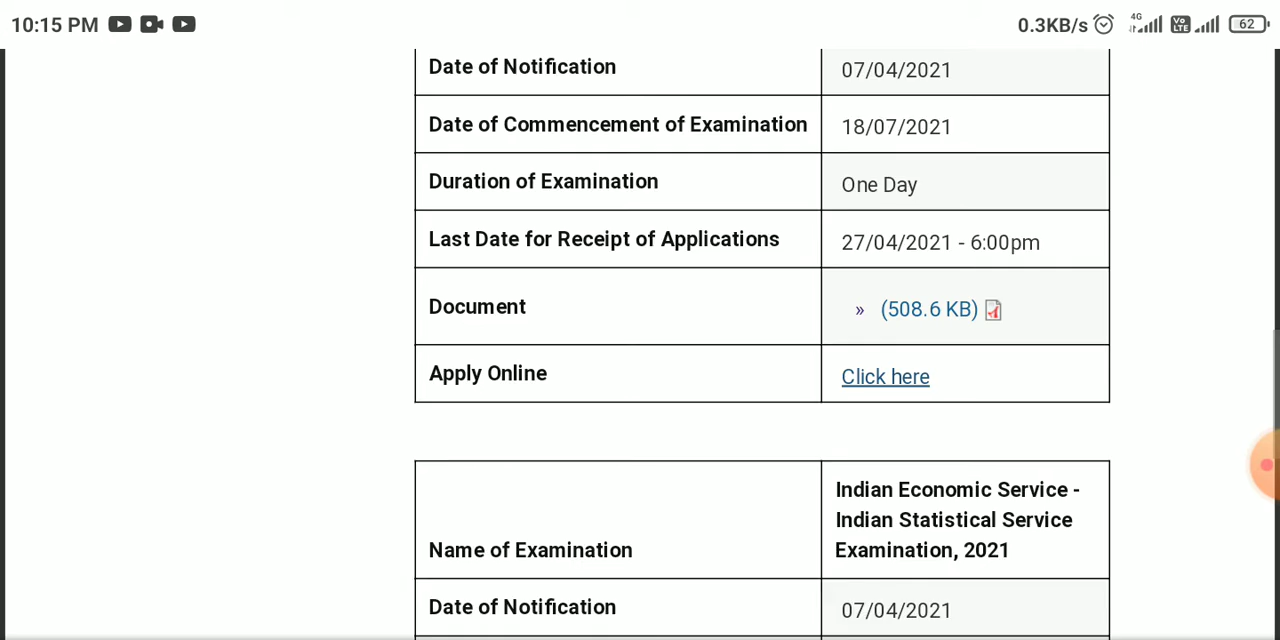 10:15 PM 0.3KB/s 4G Vo LTE 62
Date of Notification 07/04/2021
Date of Commencement of Examination 18/07/2021
Duration of Examination One Day
Last Date for Receipt of Applications 27/04/2021 - 6:00pm
Document » (508.6 KB)
Apply Online Click here
Name of Examination
Indian Economic Service -
Indian Statistical Service
Examination, 2021
Date of Notification 07/04/2021